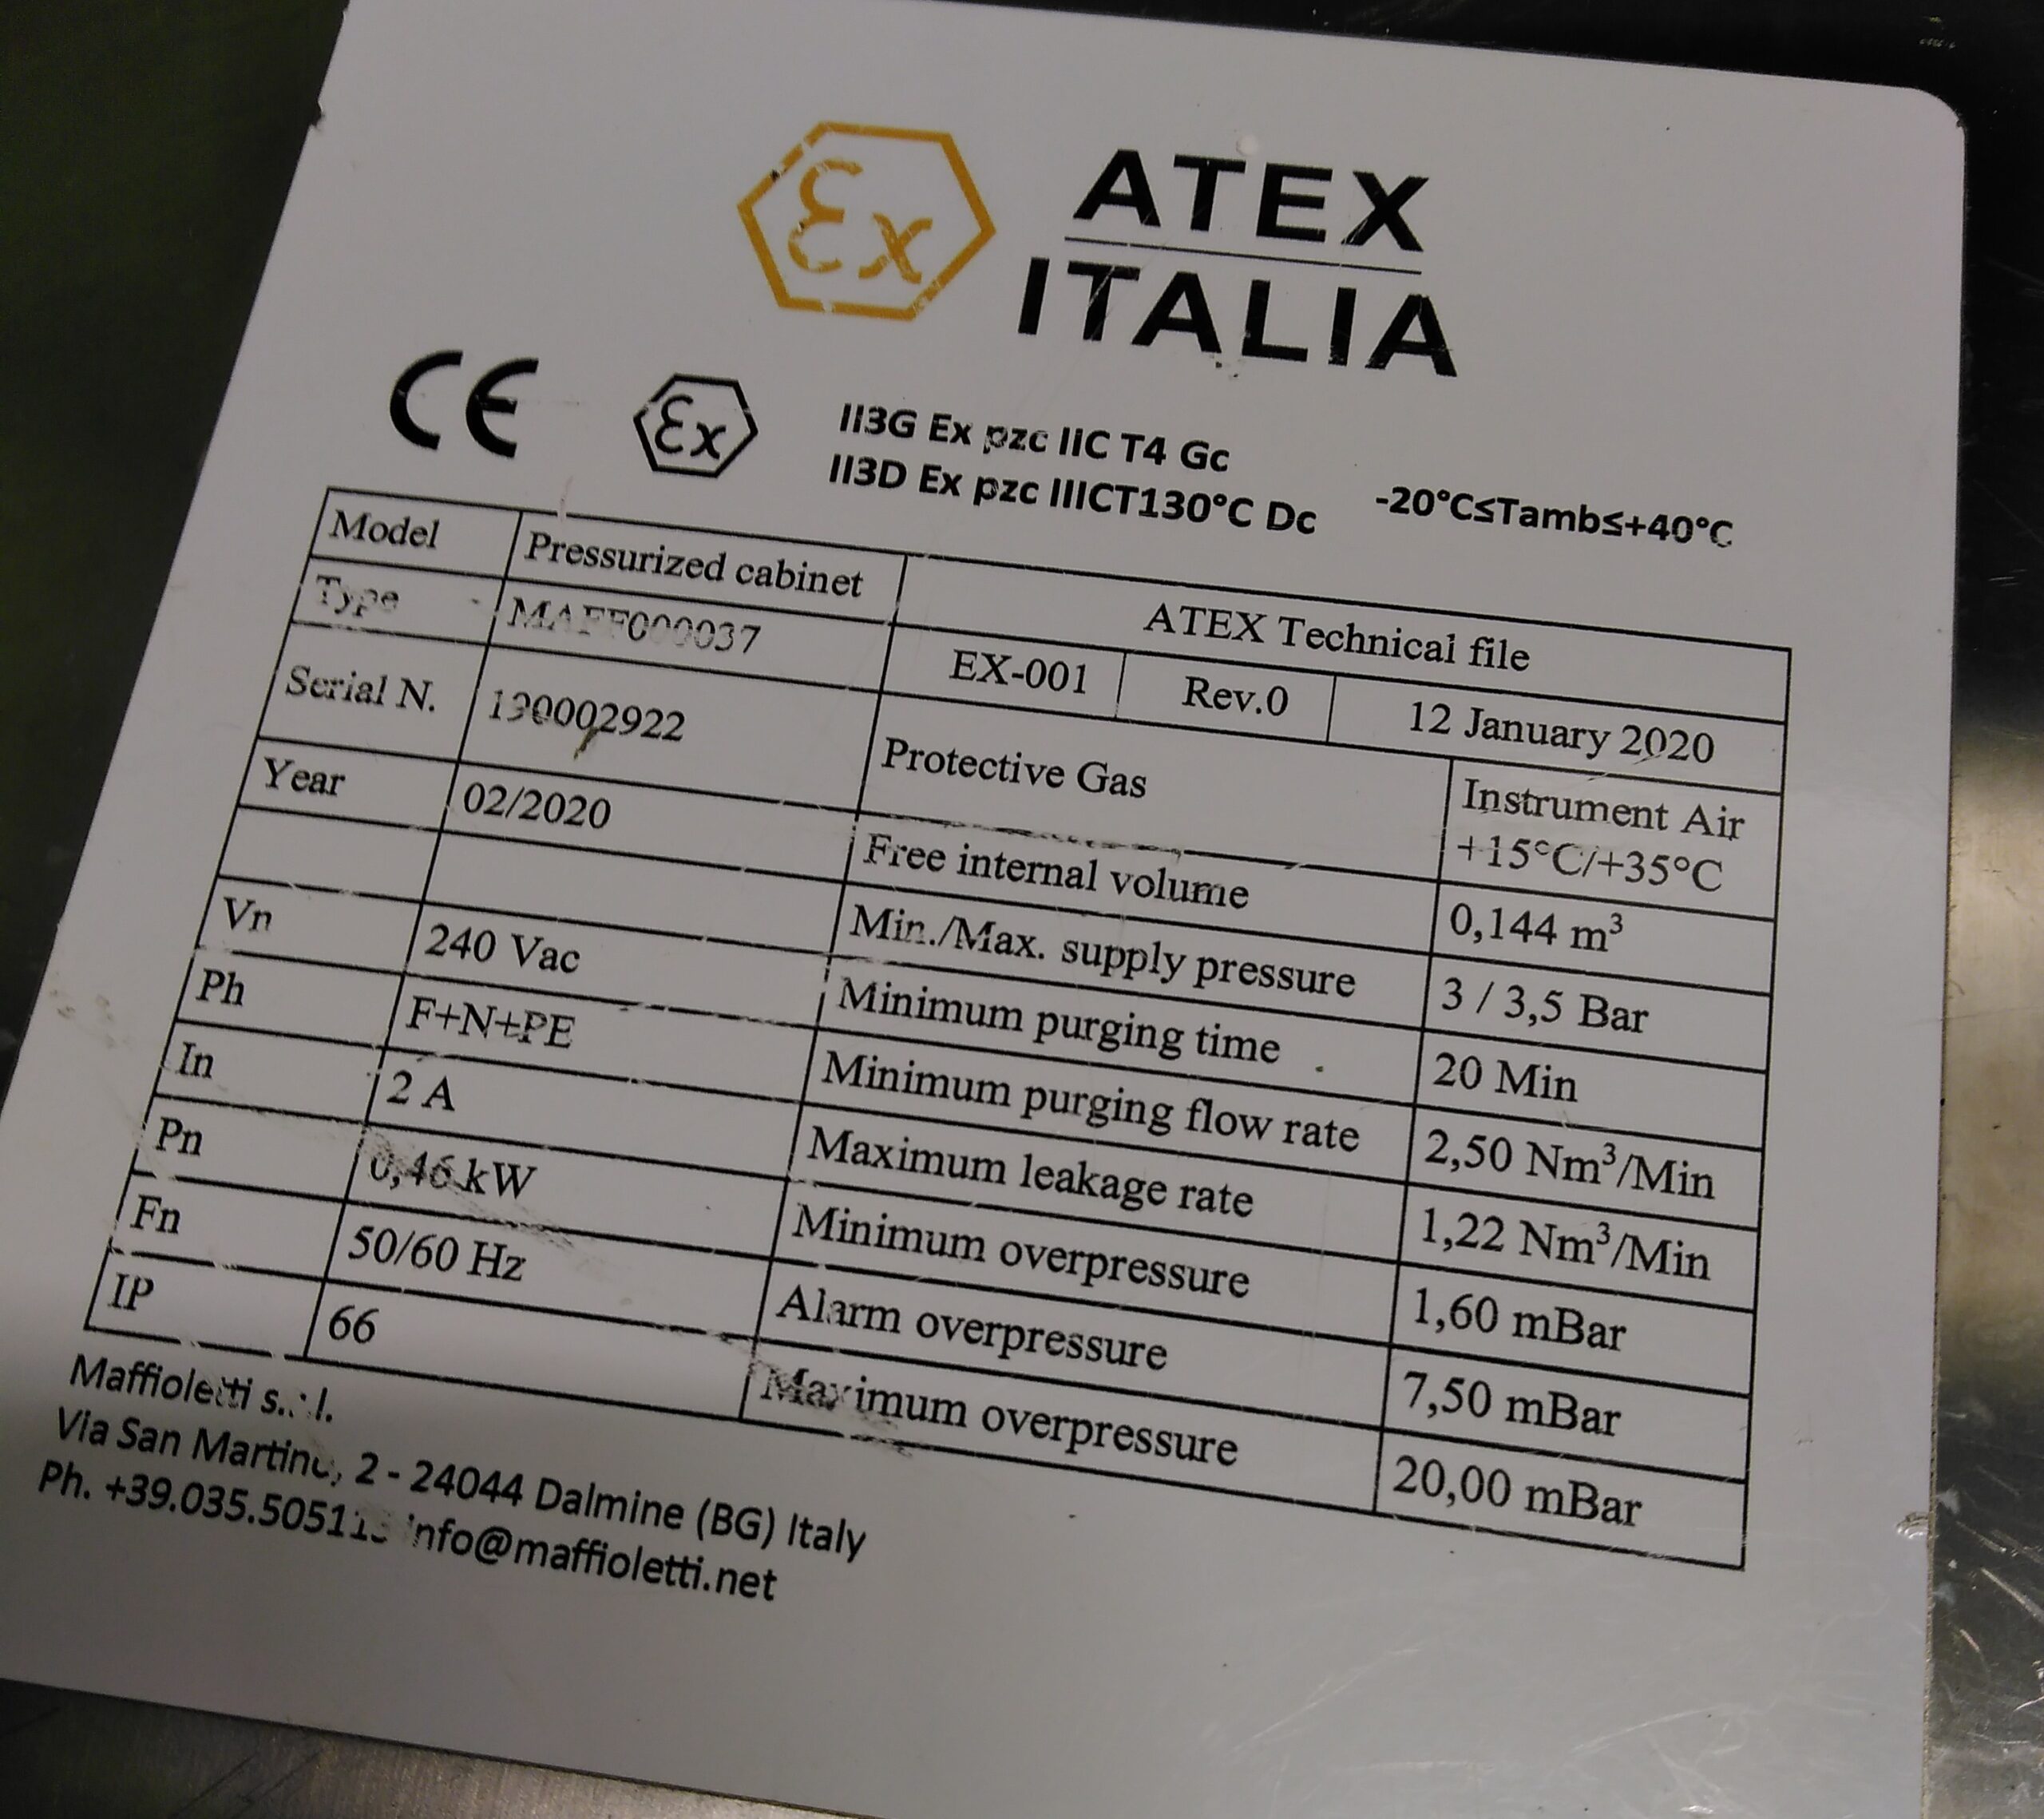 Ex ATEX
ITALIA
CE Ex II3G Ex pzc IIC T4 Gc
II3D Ex pzc IIICT130°C Dc -20°C≤Tamb≤+40°C
Model Pressurized cabinet ATEX Technical file
Type MAFF000037 EX-001 Rev.0 12 January 2020
Serial N. Protective Gas Instrument Air
+15°C/+35°C
Year 02/2020 Free internal volume 0,144 m³
Min./Max. supply pressure 3 / 3,5 Bar
Vn 240 Vac Minimum purging time 20 Min
Ph F+N+PE Minimum purging flow rate 2,50 Nm³/Min
In 2 A Maximum leakage rate 1,22 Nm³/Min
Pn 0,46 kW Minimum overpressure 1,60 mBar
Fn 50/60 Hz Alarm overpressure 7,50 mBar
IP 66 Maximum overpressure 20,00 mBar
Maffioletti s.r.l.
Via San Martino, 2 - 24044 Dalmine (BG) Italy
Ph. info@maffioletti.net